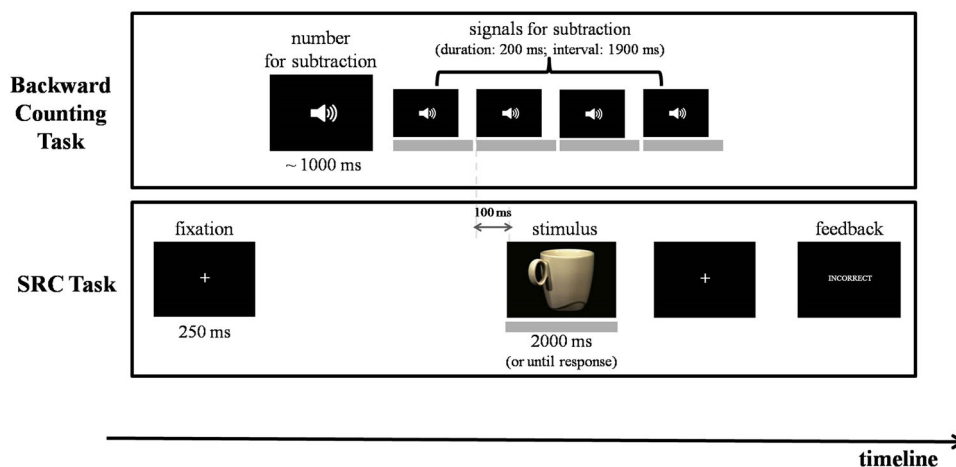 number
for subtraction
signals for subtraction
(duration: 200 ms; interval: 1900 ms)
Backward
Counting
Task
~ 1000 ms
100 ms
fixation
stimulus
feedback
SRC Task
+
+
INCORRECT
250 ms
2000 ms
(or until response)
timeline